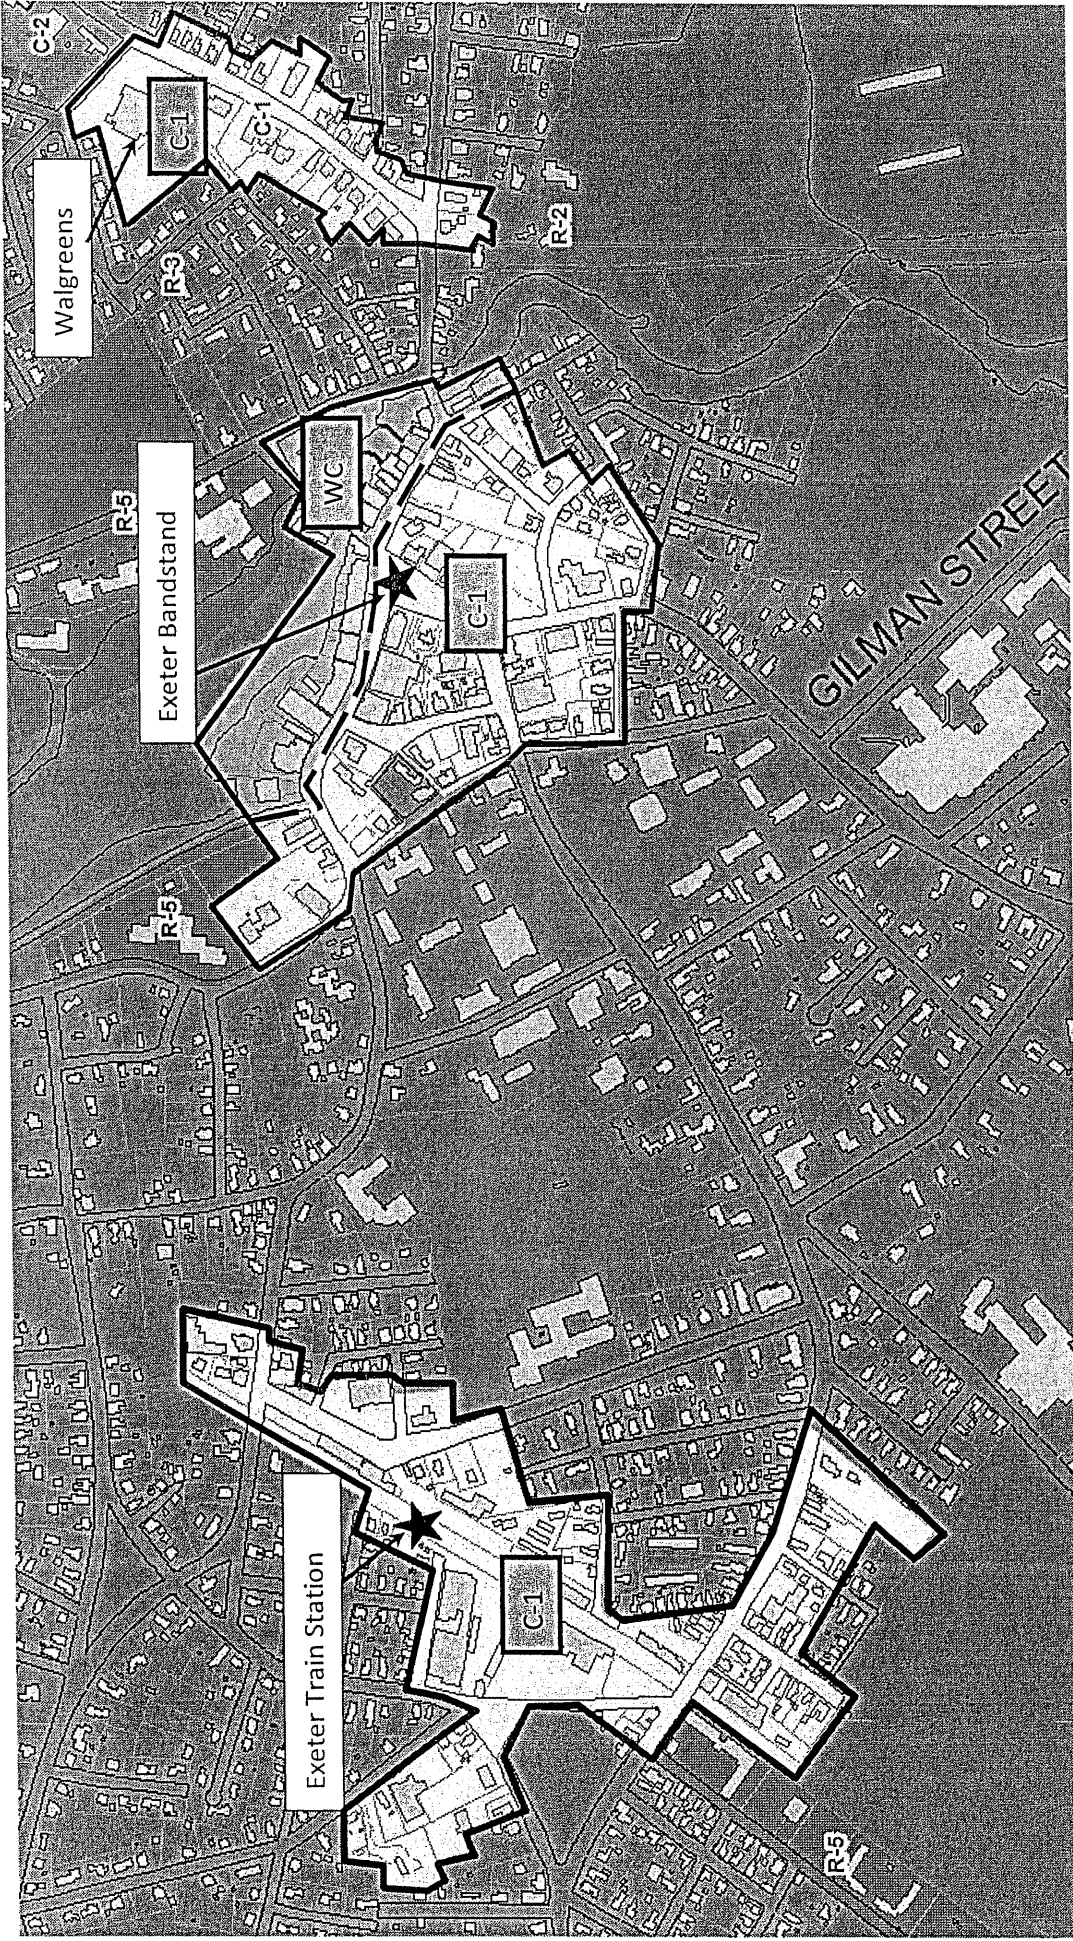 C-2
C-1
C-1
Walgreens
R-3
R-2
R-5
WC
Exeter Bandstand
C-1
GILMAN STREET
R-5
Exeter Train Station
C-1
R-5